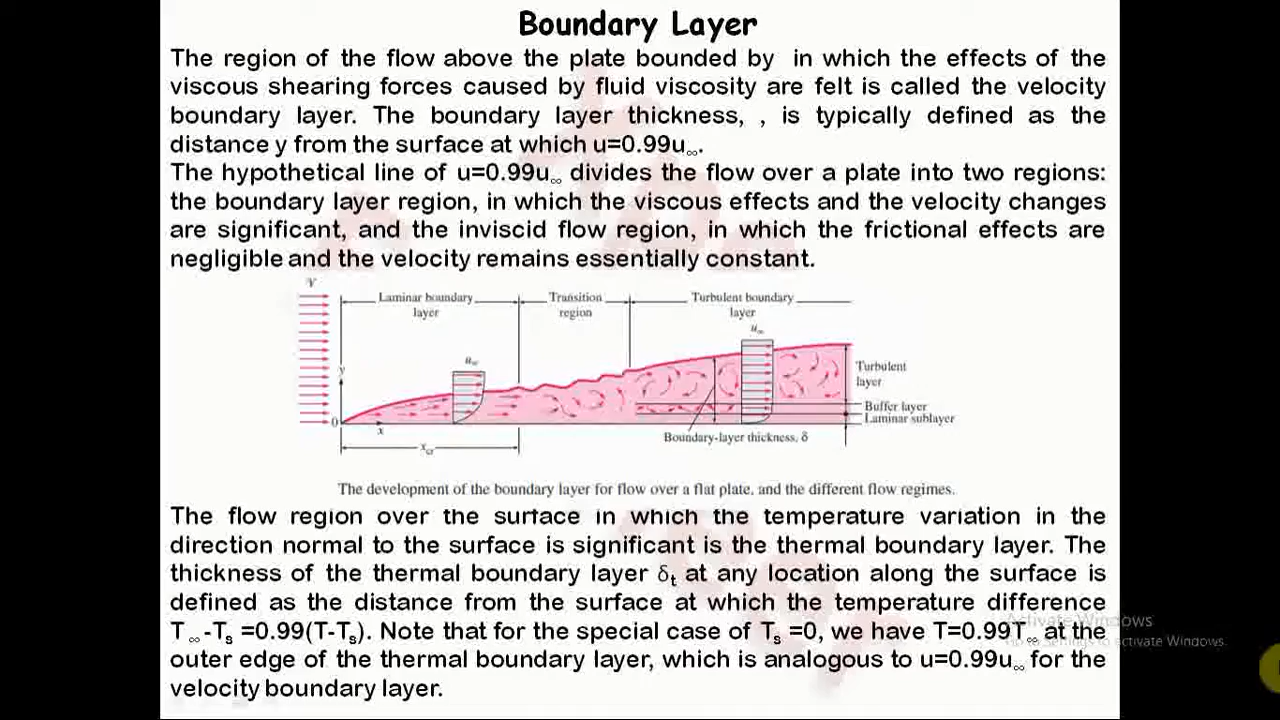 Boundary Layer
The region of the flow above the plate bounded by in which the effects of the
viscous shearing forces caused by fluid viscosity are felt is called the velocity
boundary layer. The boundary layer thickness, , is typically defined as the
distance y from the surface at which u=0.99u∞.
The hypothetical line of u=0.99u∞ divides the flow over a plate into two regions:
the boundary layer region, in which the viscous effects and the velocity changes
are significant, and the inviscid flow region, in which the frictional effects are
negligible and the velocity remains essentially constant.
V
Laminar boundary
layer
Transition
region
Turbulent boundary
layer
u∞
u∞
y
Turbulent
layer
Buffer layer
Laminar sublayer
0
x
Boundary-layer thickness, δ
xcr
The development of the boundary layer for flow over a flat plate, and the different flow regimes.
The flow region over the surface in which the temperature variation in the
direction normal to the surface is significant is the thermal boundary layer. The
thickness of the thermal boundary layer δt at any location along the surface is
defined as the distance from the surface at which the temperature difference
T∞-Ts =0.99(T-Ts). Note that for the special case of Ts =0, we have T=0.99T∞ at the
outer edge of the thermal boundary layer, which is analogous to u=0.99u∞ for the
velocity boundary layer.
Activate Windows
Go to Settings to activate Windows.